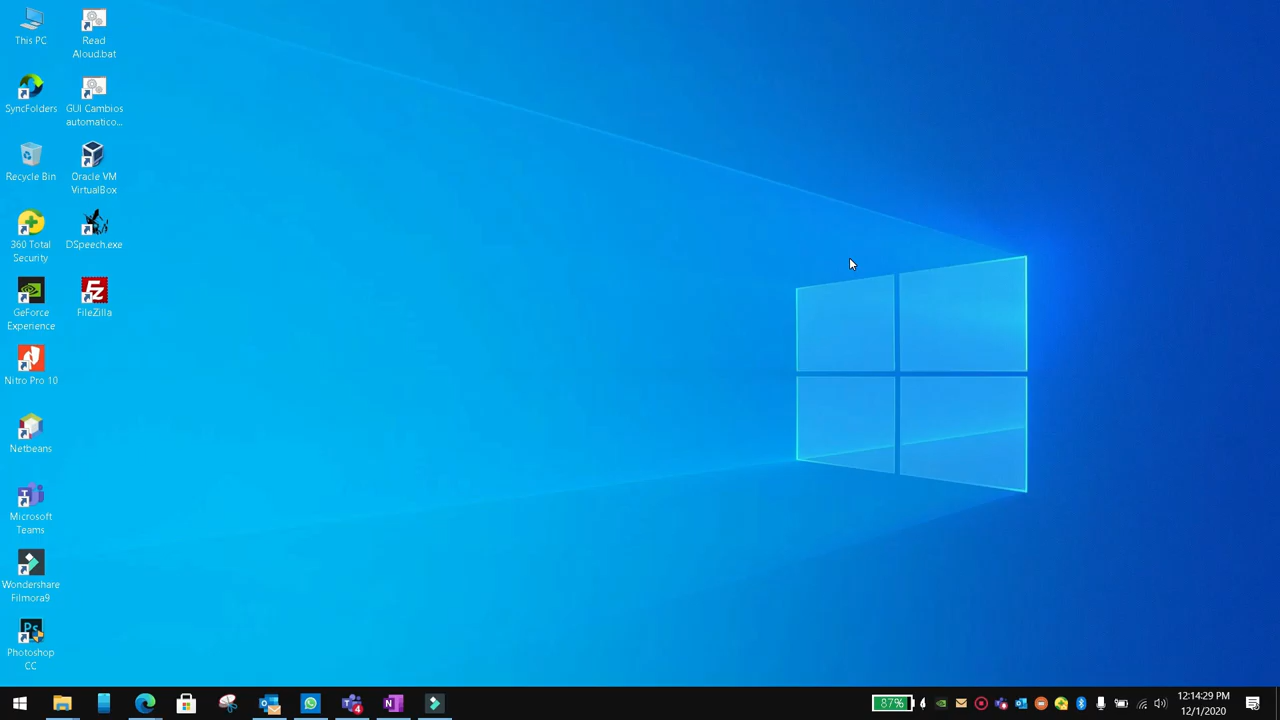 This PC
SyncFolders
Recycle Bin
360 Total
Security
GeForce
Experience
Nitro Pro 10
Netbeans
Microsoft
Teams
Wondershare
Filmora9
Photoshop
CC
Read
Aloud.bat
GUI Cambios
automatico...
Oracle VM
VirtualBox
DSpeech.exe
FileZilla
87%
12:14:29 PM
12/1/2020